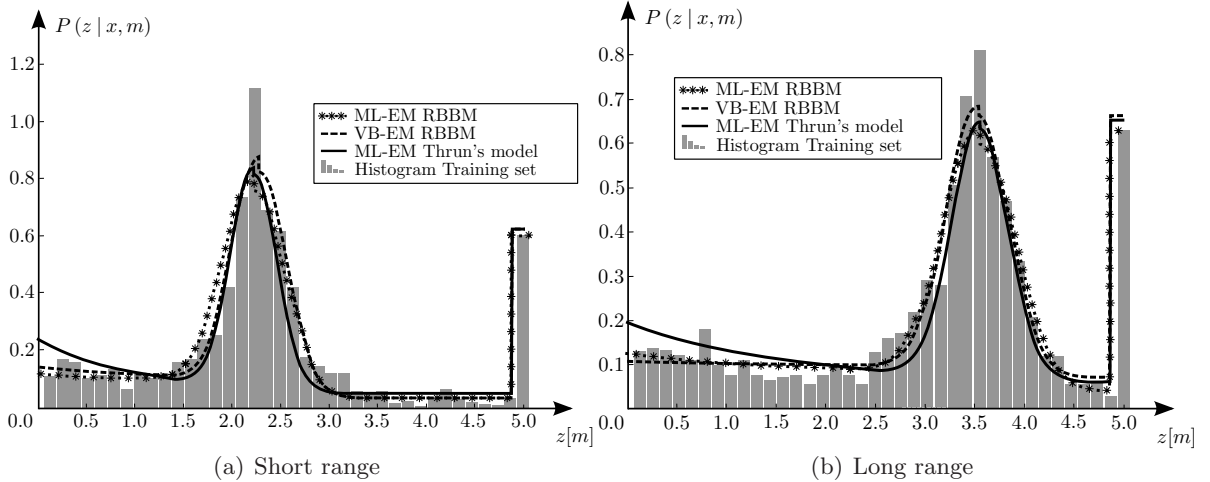 P (z | x, m)
1.2
1.0
0.8
0.6
0.4
0.2
0.0
0.5
1.0
1.5
2.0
2.5
3.0
3.5
4.0
4.5
5.0
z[m]
ML-EM RBBM
VB-EM RBBM
ML-EM Thrun's model
Histogram Training set
(a) Short range
P (z | x, m)
0.8
0.7
0.6
0.5
0.4
0.3
0.2
0.1
0.0
0.5
1.0
1.5
2.0
2.5
3.0
3.5
4.0
4.5
5.0
z[m]
ML-EM RBBM
VB-EM RBBM
ML-EM Thrun's model
Histogram Training set
(b) Long range